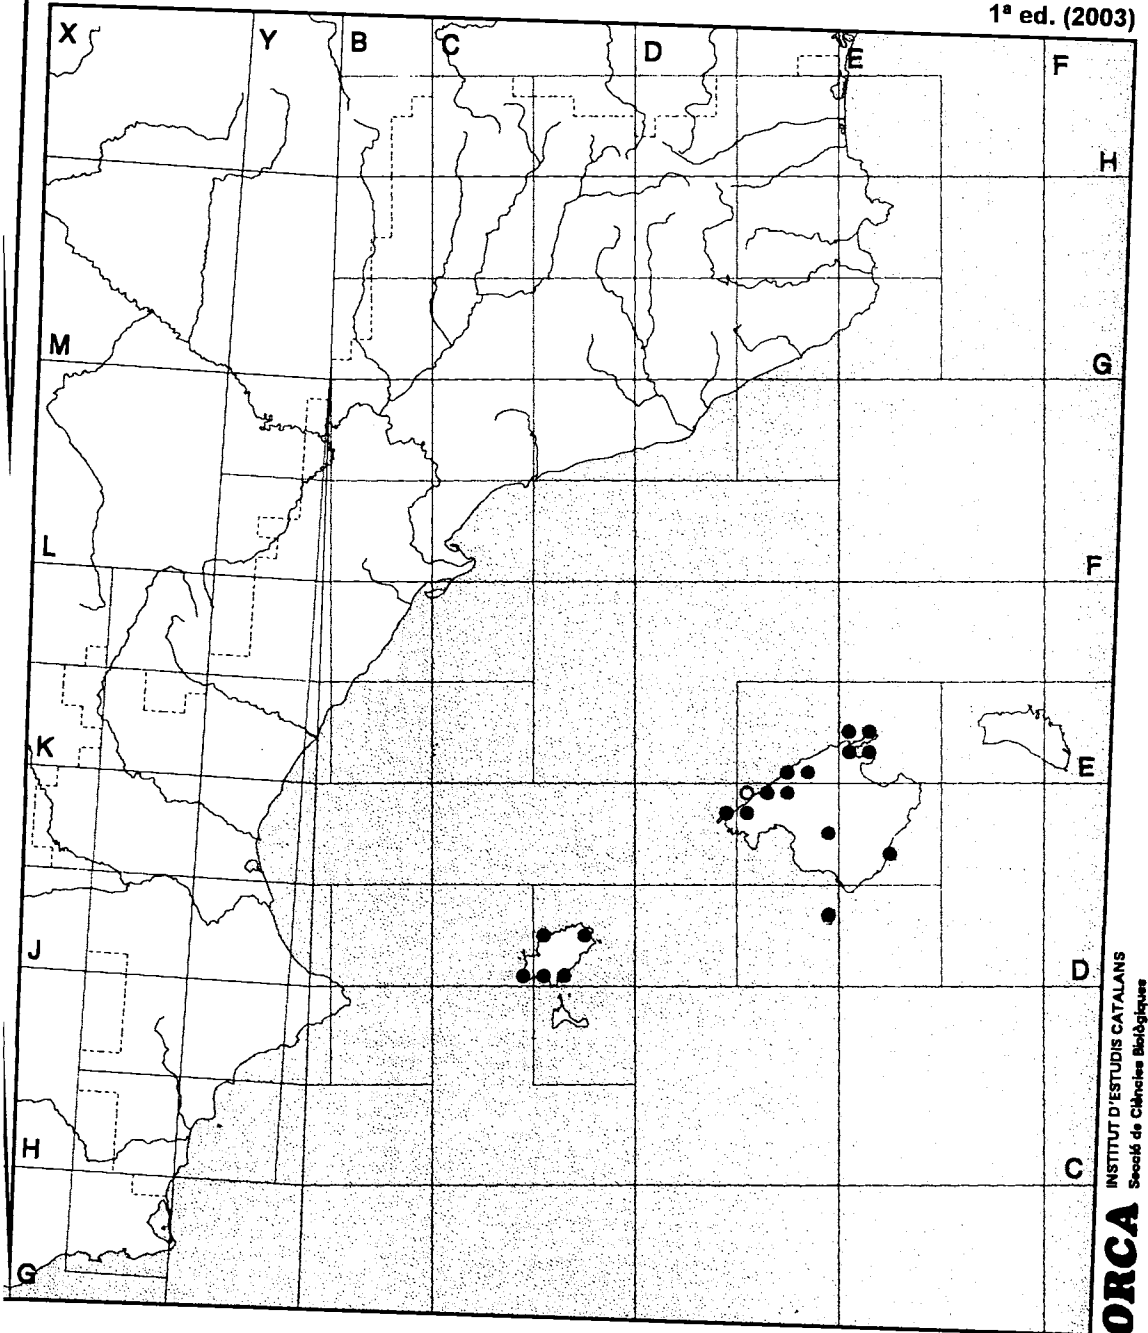 1ª ed. (2003)
X
Y
B
C
D
E
F
H
M
G
L
F
K
E
J
D
H
C
G
INSTITUT D'ESTUDIS CATALANS
Secció de Ciències Biològiques
ORCA